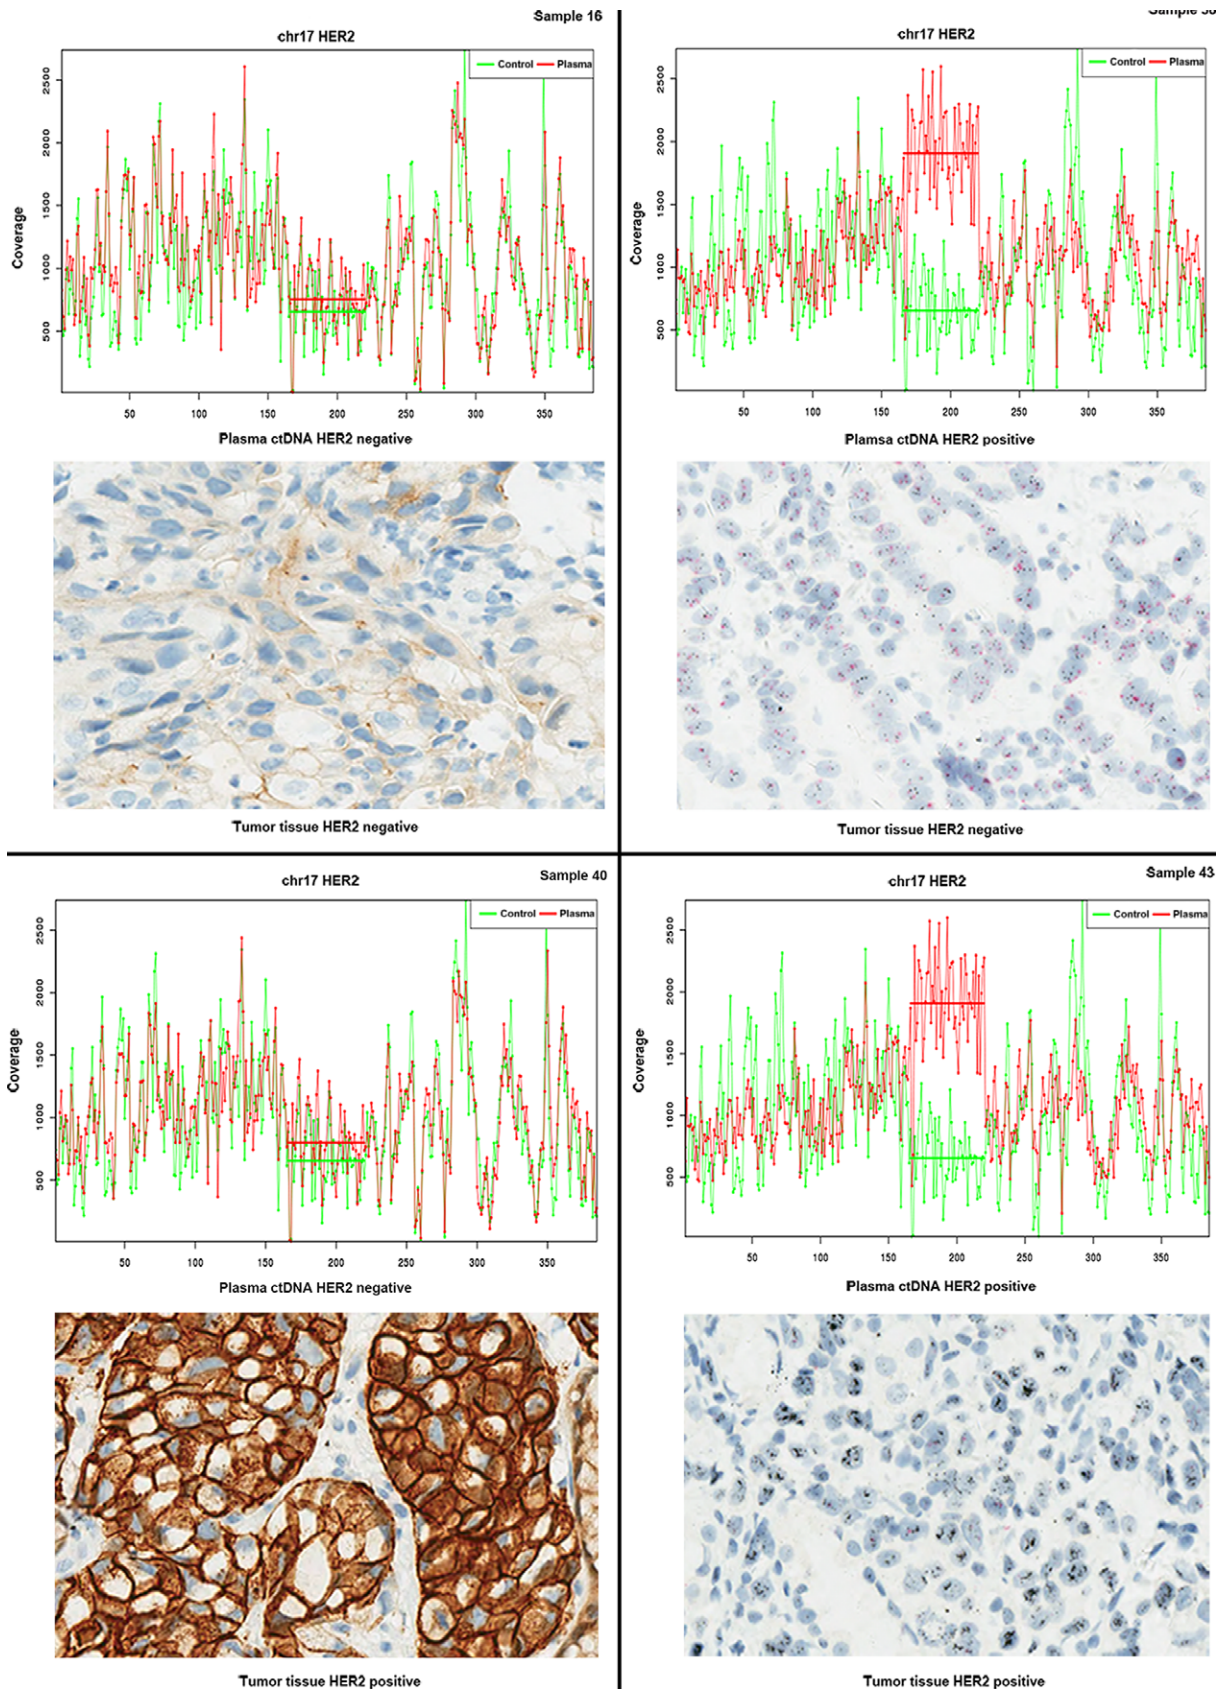 Sample 16
chr17 HER2
Control Plasma
Coverage
2500
2000
1500
1000
500
50 100 150 200 250 300 350
Plasma ctDNA HER2 negative
Tumor tissue HER2 negative
Sample
chr17 HER2
Control Plasma
Coverage
2500
2000
1500
1000
500
50 100 150 200 250 300 350
Plamsa ctDNA HER2 positive
Tumor tissue HER2 negative
Sample 40
chr17 HER2
Control Plasma
Coverage
2500
2000
1500
1000
500
50 100 150 200 250 300 350
Plasma ctDNA HER2 negative
Tumor tissue HER2 positive
Sample 43
chr17 HER2
Control Plasma
Coverage
2500
2000
1500
1000
500
50 100 150 200 250 300 350
Plasma ctDNA HER2 positive
Tumor tissue HER2 positive